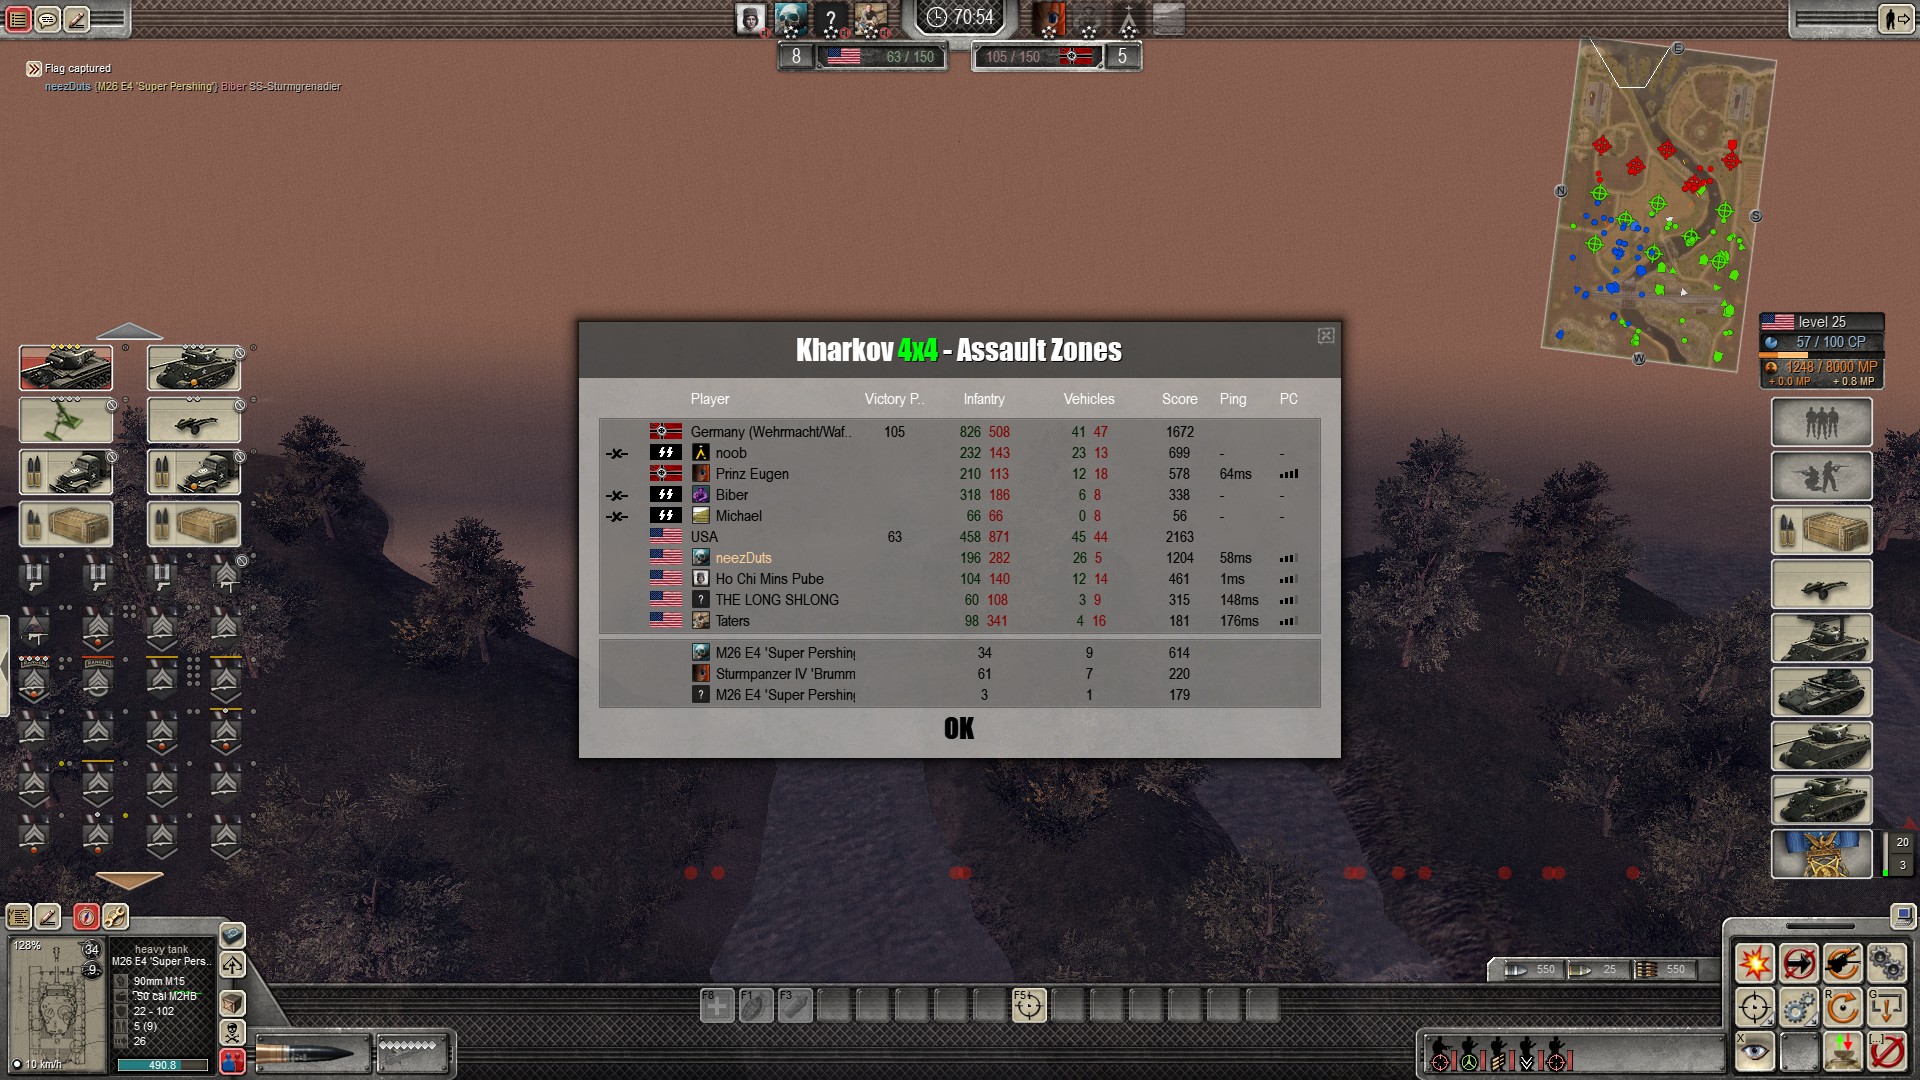 70:54
8 63 / 150 105 / 150 5
Flag captured
neezDuts {M26 E4 'Super Pershing'} Biber SS-Sturmgrenadier
E
N
S
W
level 25
57 / 100 CP
1248 / 8000 MP
+ 0.0 MP + 0.8 MP
Kharkov 4x4 - Assault Zones
Player Victory P.. Infantry Vehicles Score Ping PC
Germany (Wehrmacht/Waf.. 105 826 508 41 47 1672
noob 232 143 23 13 699 - -
Prinz Eugen 210 113 12 18 578 64ms
Biber 318 186 6 8 338 - -
Michael 66 66 0 8 56 - -
USA 63 458 871 45 44 2163
neezDuts 196 282 26 5 1204 58ms
Ho Chi Mins Pube 104 140 12 14 461 1ms
? THE LONG SHLONG 60 108 3 9 315 148ms
Taters 98 341 4 16 181 176ms
M26 E4 'Super Pershing 34 9 614
Sturmpanzer IV 'Brumm 61 7 220
? M26 E4 'Super Pershing 3 1 179
OK
RANGER RANGER
20
3
128%
34
9
heavy tank
M26 E4 'Super Pers..
90mm M15
.50 cal M2HB
22 - 102
5 (9)
26
10 km/h
490.8
F8 F1 F3 F5
550 25 550
R G
X [...]